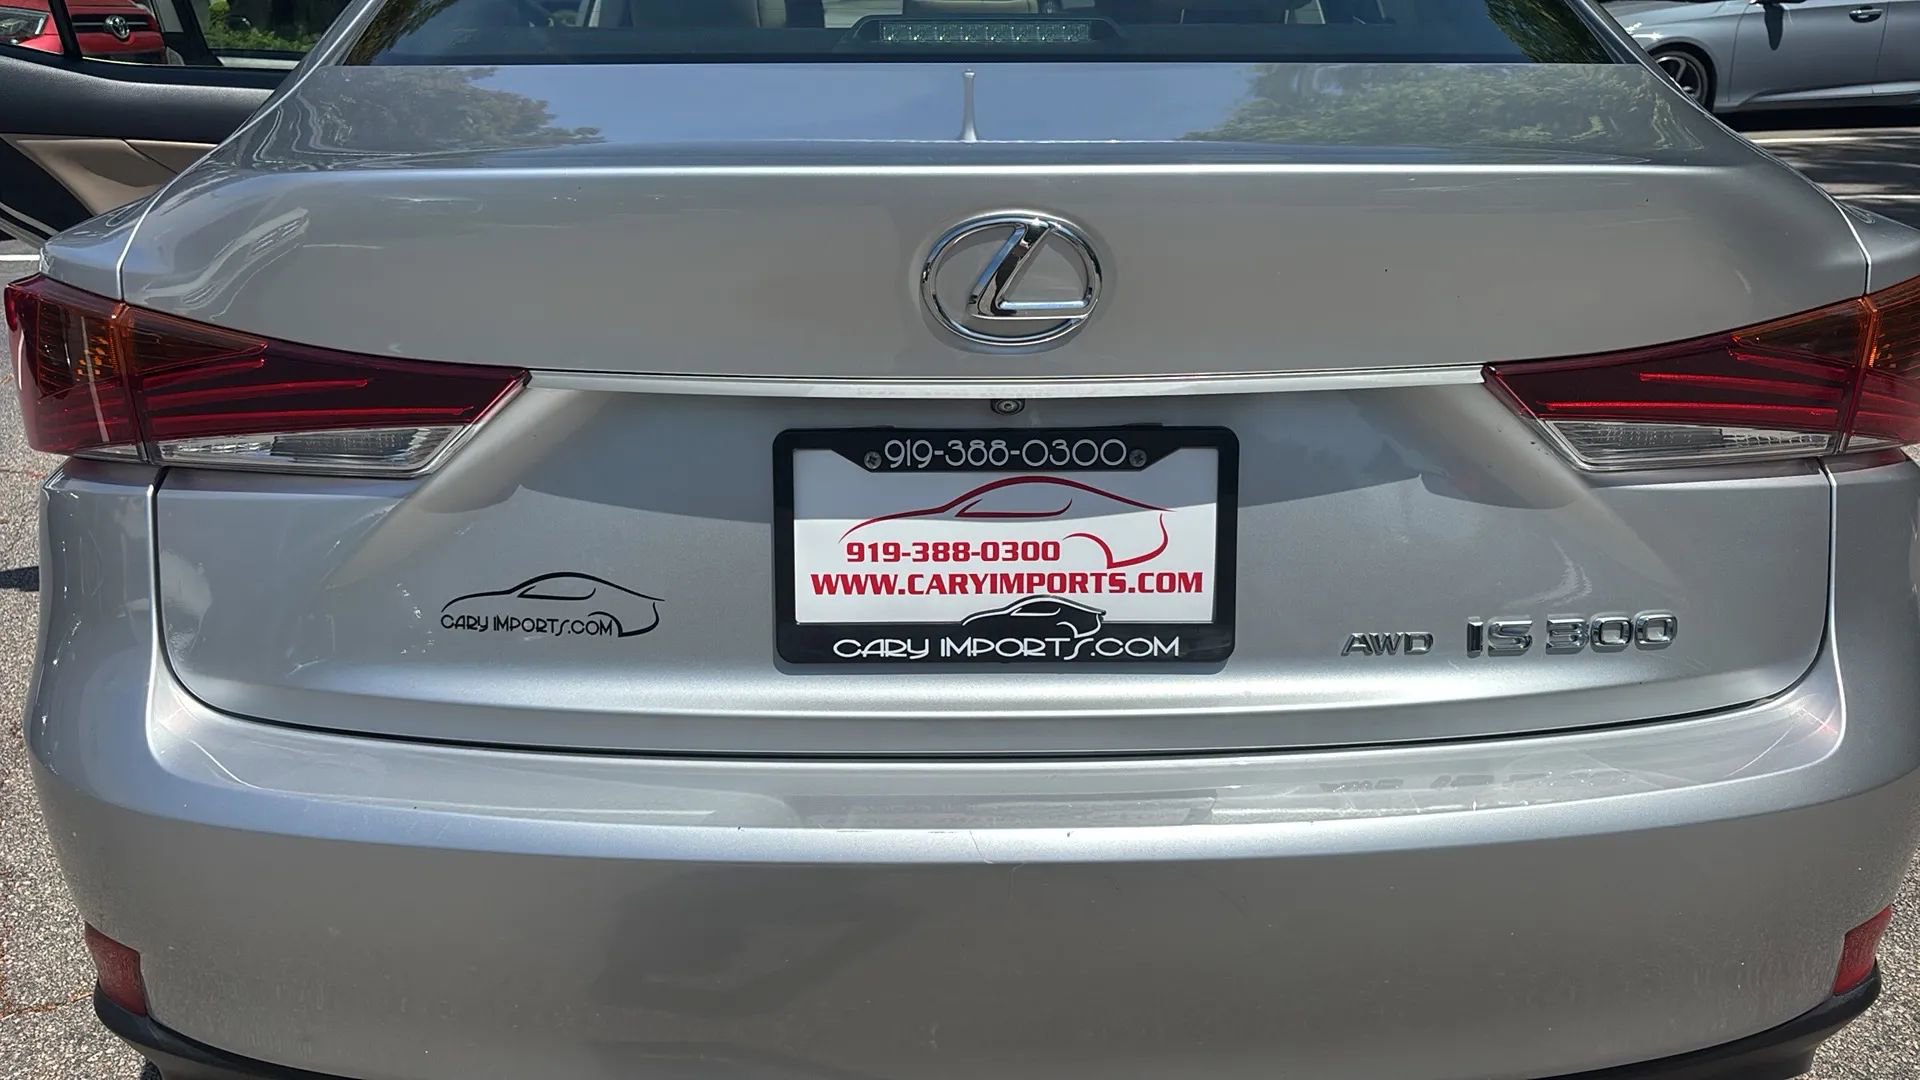 919-388-0300
919-388-0300
WWW.CARYIMPORTS.COM
CARY IMPORTS.COM
CARY IMPORTS.COM
AWD IS 300